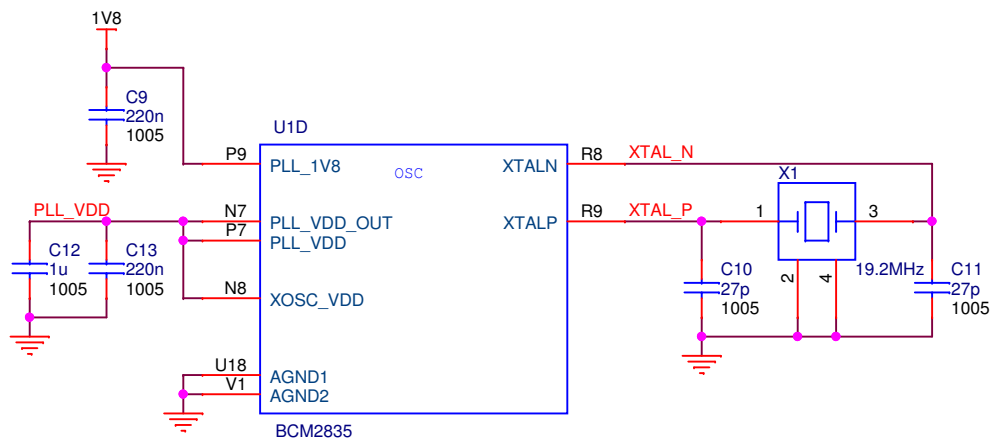 1V8
C9
220n
1005
U1D
P9
PLL_1V8
OSC
XTALN
R8
XTAL_N
X1
PLL_VDD
N7
PLL_VDD_OUT
P7
PLL_VDD
XTALP
R9
XTAL_P
1
3
C12
1u
1005
C13
220n
1005
N8
XOSC_VDD
C10
27p
1005
2
4
19.2MHz
C11
27p
1005
U18
AGND1
V1
AGND2
BCM2835